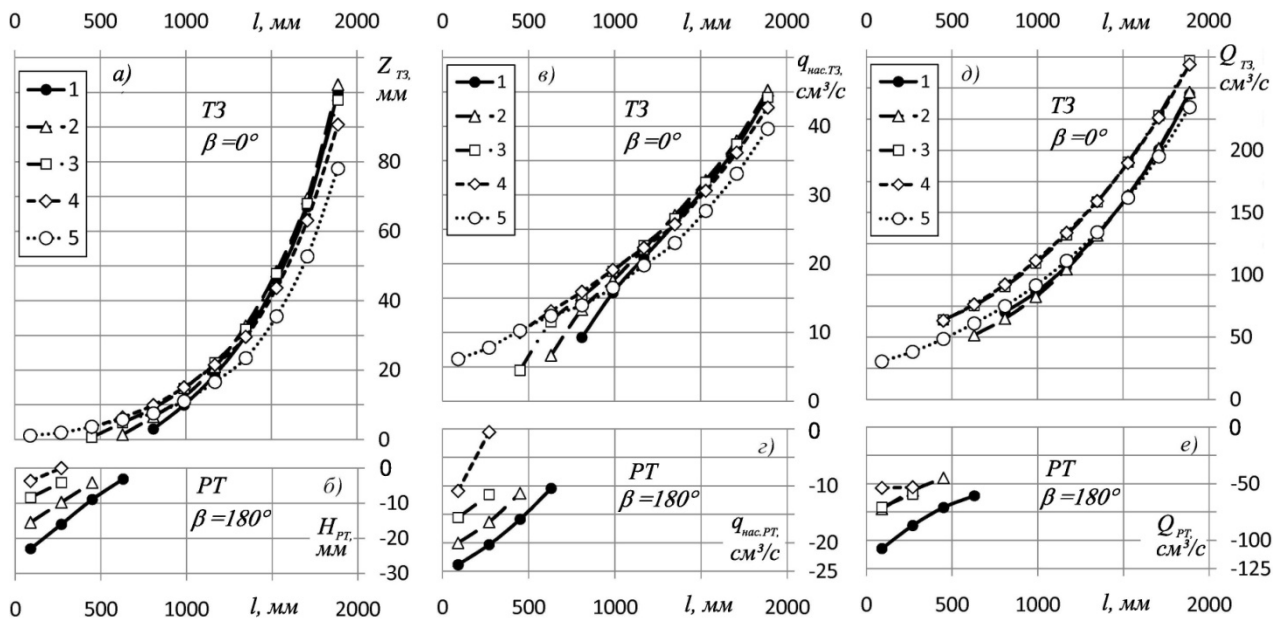 0 500 1000 l, мм 2000
а)
Z ТЗ,
мм
1
2
3
4
5
ТЗ
β=0°
80
60
40
20
0
0
-10
-20
-30
б)
РТ
β=180°
H РТ,
мм
0 500 1000 l, мм 2000
0 500 1000 l, мм 2000
в)
q нас.ТЗ,
см³/с
1
2
3
4
5
ТЗ
β=0°
40
30
20
10
0
0
-10
-20
-25
г)
РТ
β=180°
q нас.РТ,
см³/с
0 500 1000 l, мм 2000
0 500 1000 l, мм 2000
д)
Q ТЗ,
см³/с
1
2
3
4
5
ТЗ
β=0°
200
150
100
50
0
0
-50
-100
-125
е)
РТ
β=180°
Q РТ,
см³/с
0 500 1000 l, мм 2000